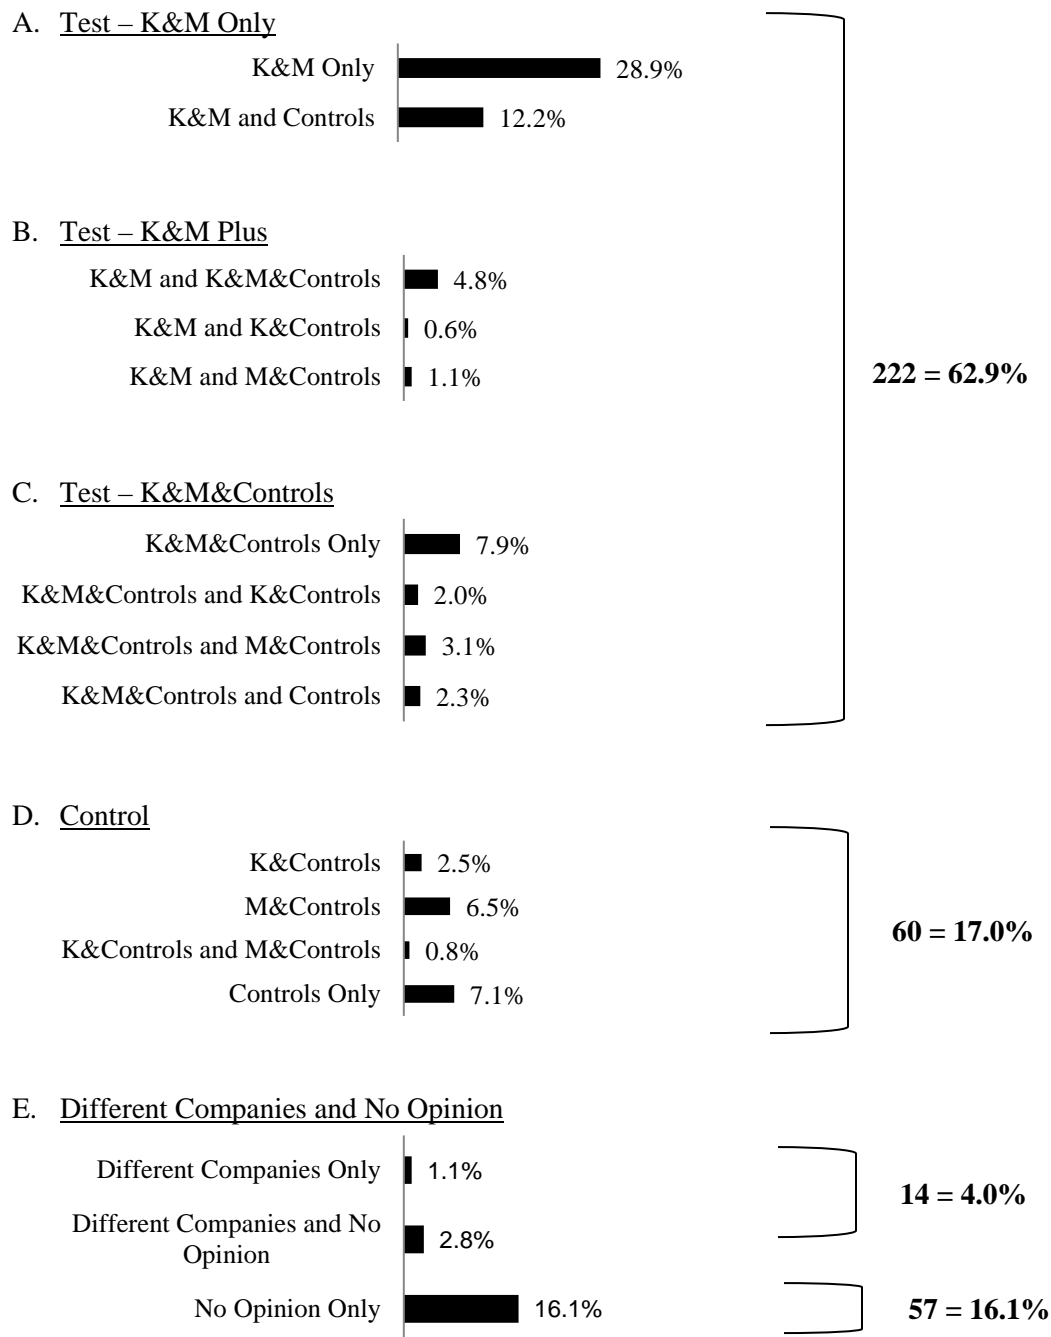 A. Test – K&M Only
K&M Only 28.9%
K&M and Controls 12.2%
B. Test – K&M Plus
K&M and K&M&Controls 4.8%
K&M and K&Controls 0.6%
K&M and M&Controls 1.1%
222 = 62.9%
C. Test – K&M&Controls
K&M&Controls Only 7.9%
K&M&Controls and K&Controls 2.0%
K&M&Controls and M&Controls 3.1%
K&M&Controls and Controls 2.3%
D. Control
K&Controls 2.5%
M&Controls 6.5%
K&Controls and M&Controls 0.8%
Controls Only 7.1%
60 = 17.0%
E. Different Companies and No Opinion
Different Companies Only 1.1%
Different Companies and No
Opinion 2.8%
14 = 4.0%
No Opinion Only 16.1%
57 = 16.1%